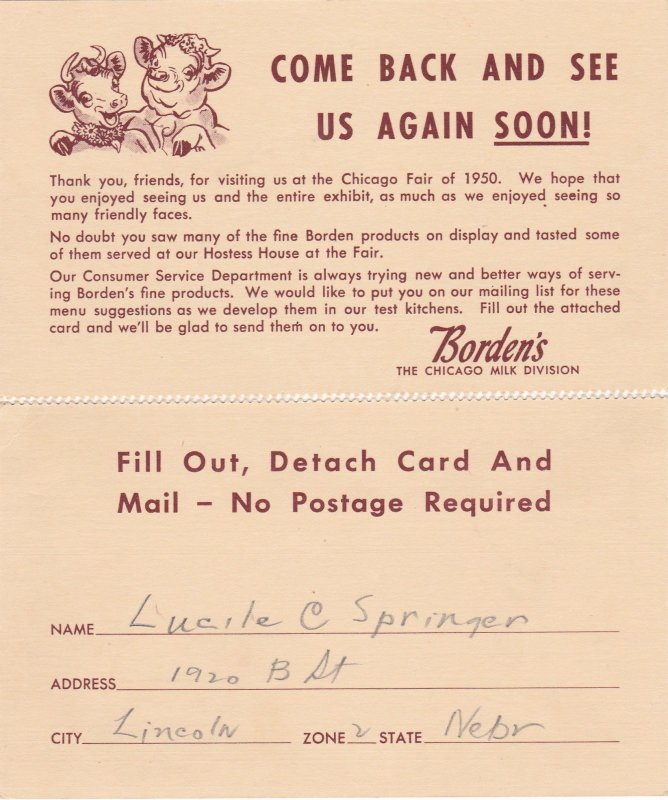 COME BACK AND SEE
US AGAIN SOON!
Thank you, friends, for visiting us at the Chicago Fair of 1950. We hope that
you enjoyed seeing us and the entire exhibit, as much as we enjoyed seeing so
many friendly faces.
No doubt you saw many of the fine Borden products on display and tasted some
of them served at our Hostess House at the Fair.
Our Consumer Service Department is always trying new and better ways of serv-
ing Borden's fine products. We would like to put you on our mailing list for these
menu suggestions as we develop them in our test kitchens. Fill out the attached
card and we'll be glad to send them on to you.
Borden's
THE CHICAGO MILK DIVISION
Fill Out, Detach Card And
Mail – No Postage Required
NAME Lucile C Springer
ADDRESS 1920 B St
CITY Lincoln ZONE 2 STATE Nebr